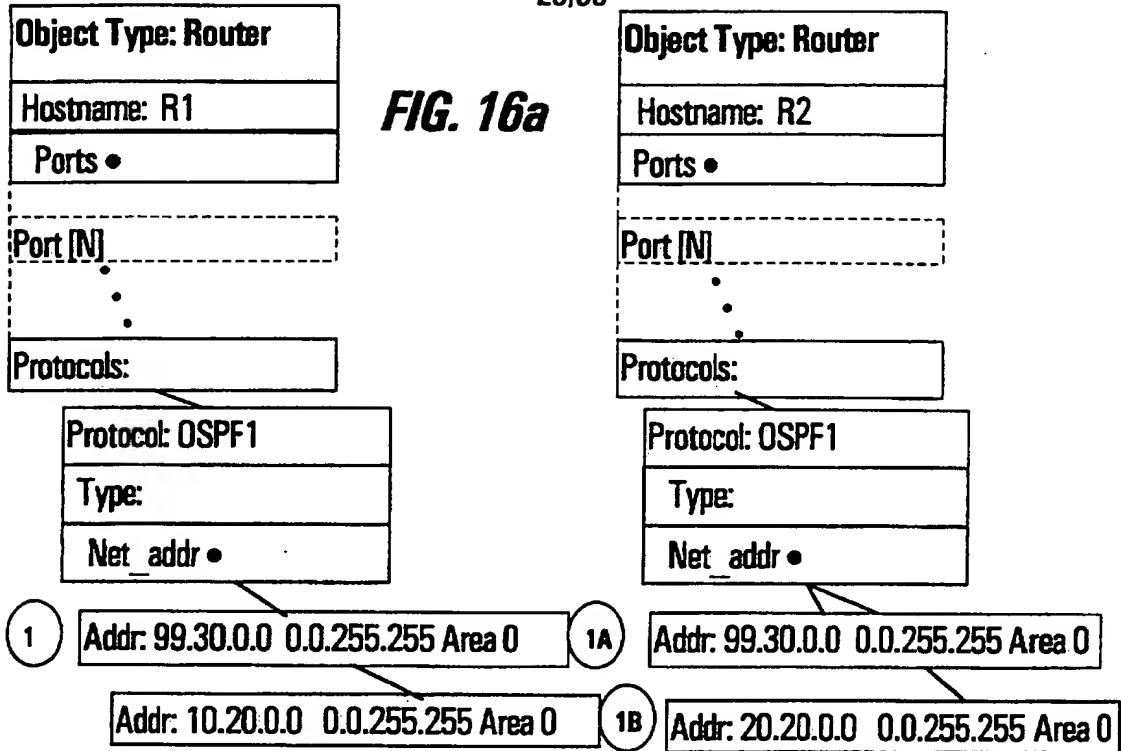 Object Type: Router
Hostname: R1
Ports
Port [N]
Protocols:
Protocol: OSPF1
Type:
Net_addr
1
Addr: 99.30.0.0 0.0.255.255 Area 0
Addr: 10.20.0.0 0.0.255.255 Area 0
FIG. 16a
Object Type: Router
Hostname: R2
Ports
Port [N]
Protocols:
Protocol: OSPF1
Type:
Net_addr
1A
Addr: 99.30.0.0 0.0.255.255 Area 0
1B
Addr: 20.20.0.0 0.0.255.255 Area 0